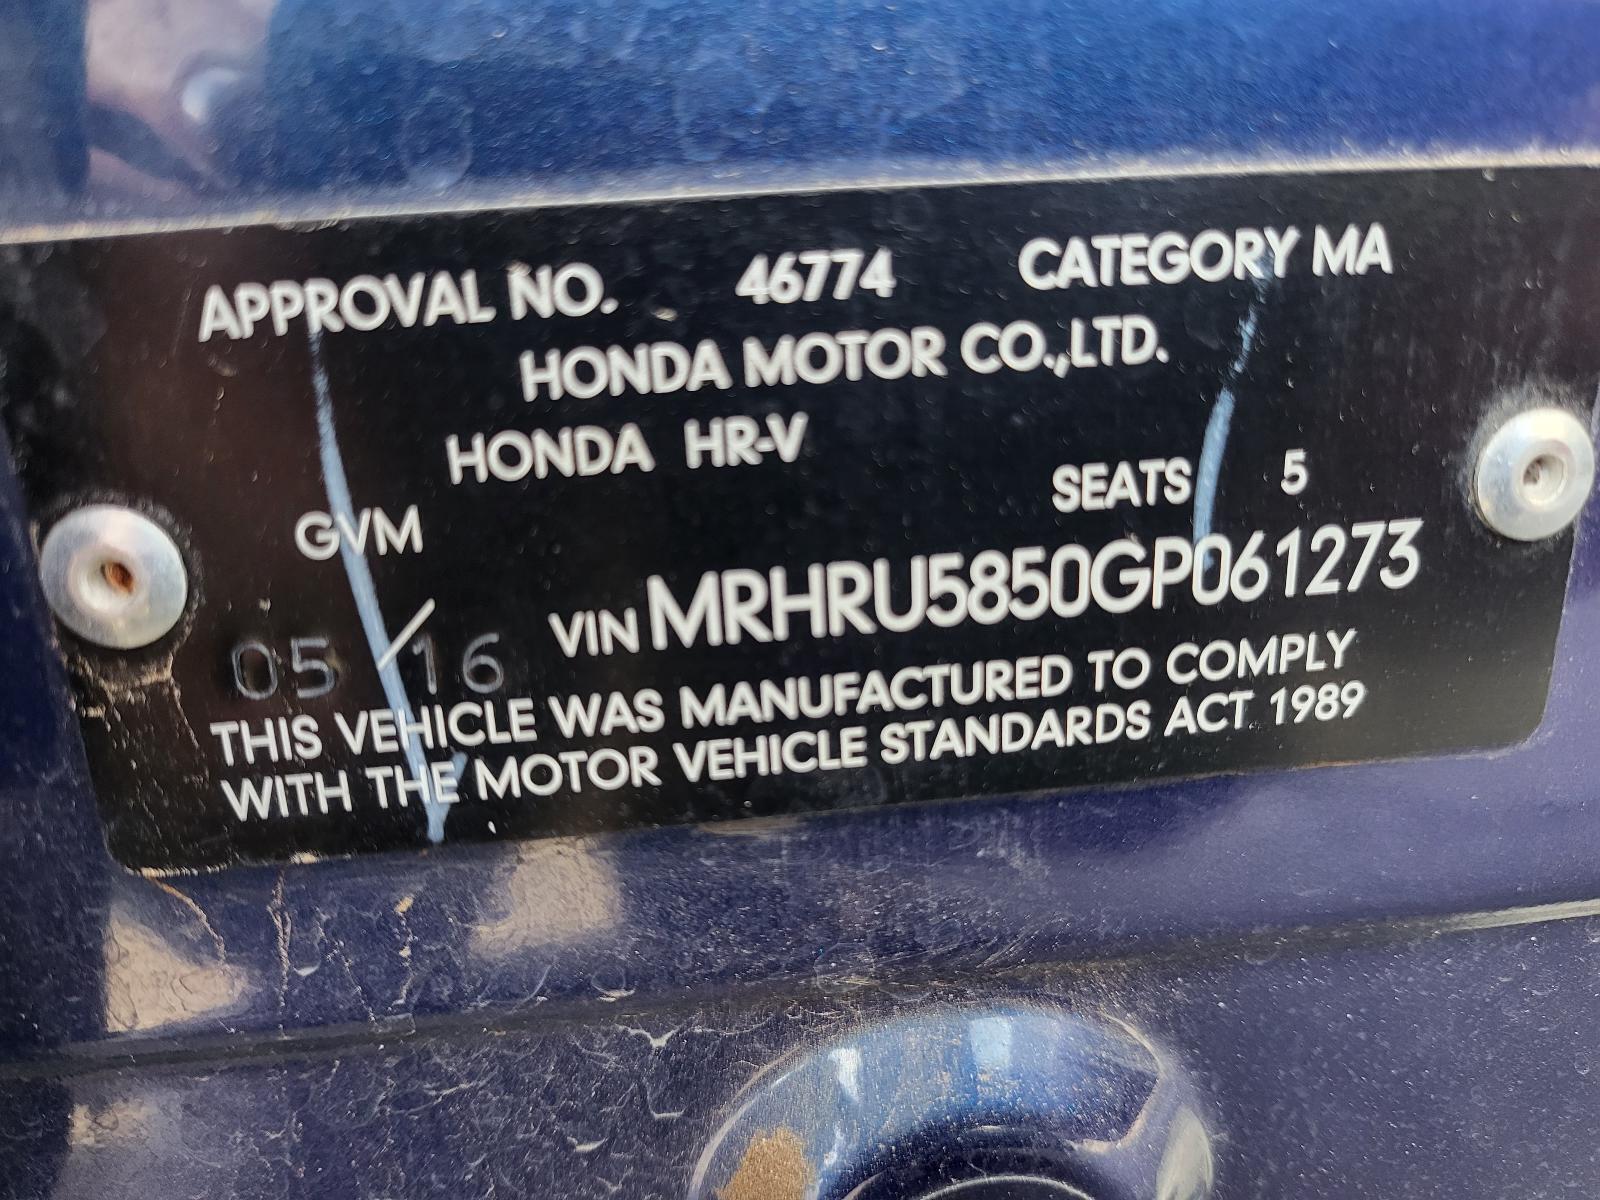 APPROVAL NO. 46774 CATEGORY MA
HONDA MOTOR CO.,LTD.
HONDA HR-V
GVM SEATS 5
05/16 VIN MRHRU5850GP061273
THIS VEHICLE WAS MANUFACTURED TO COMPLY
WITH THE MOTOR VEHICLE STANDARDS ACT 1989